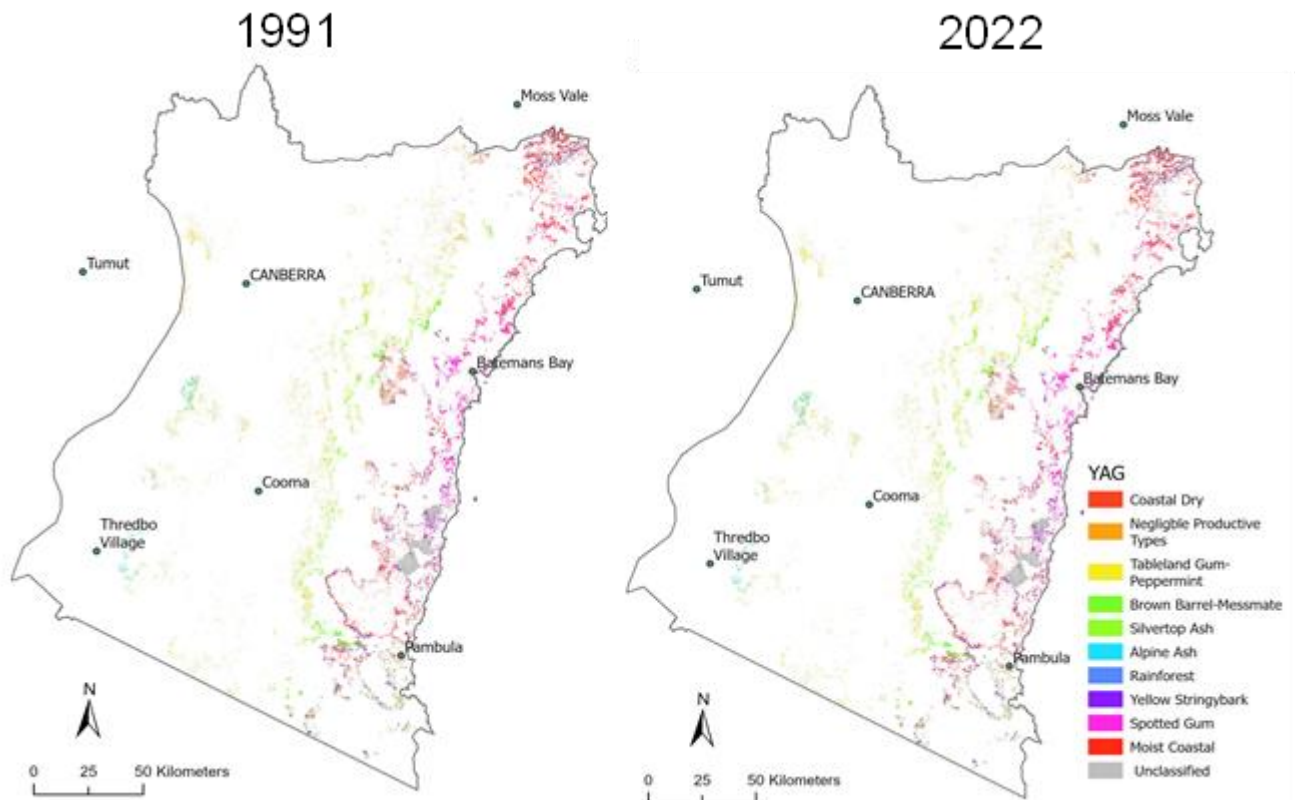 1991
Moss Vale
Tumut
CANBERRA
Batemans Bay
Cooma
Thredbo
Village
Pambula
N
0 25 50 Kilometers
2022
Moss Vale
Tumut
CANBERRA
Batemans Bay
Cooma
Thredbo
Village
Pambula
N
0 25 50 Kilometers
YAG
Coastal Dry
Negligble Productive
Types
Tableland Gum-
Peppermint
Brown Barrel-Messmate
Silvertop Ash
Alpine Ash
Rainforest
Yellow Stringybark
Spotted Gum
Moist Coastal
Unclassified